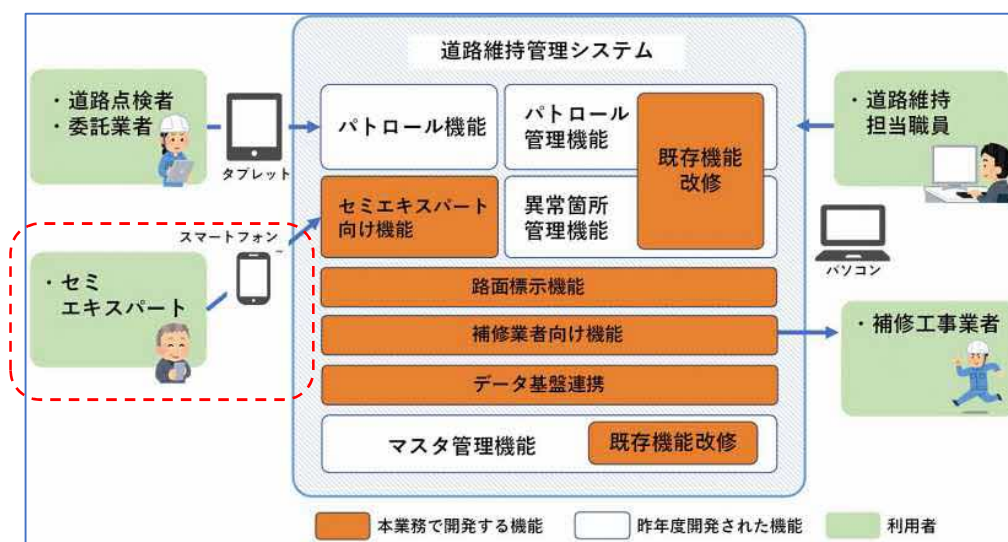 道路維持管理システム
・道路点検者
・委託業者
タブレット
パトロール機能
パトロール
管理機能
既存機能
改修
・道路維持
担当職員
セミエキスパート
向け機能
異常箇所
管理機能
スマートフォン
パソコン
・セミ
エキスパート
路面標示機能
補修業者向け機能
・補修工事業者
データ基盤連携
マスタ管理機能
既存機能改修
本業務で開発する機能
昨年度開発された機能
利用者